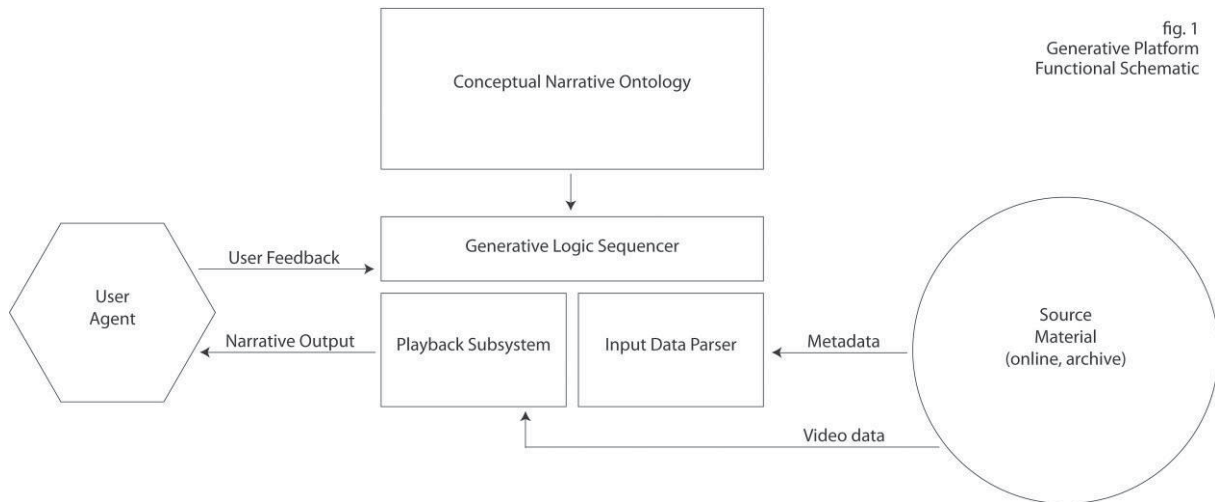 fig. 1
Generative Platform
Functional Schematic
Conceptual Narrative Ontology
Generative Logic Sequencer
User Feedback
User
Agent
Narrative Output
Playback Subsystem
Input Data Parser
Metadata
Source
Material
(online, archive)
Video data